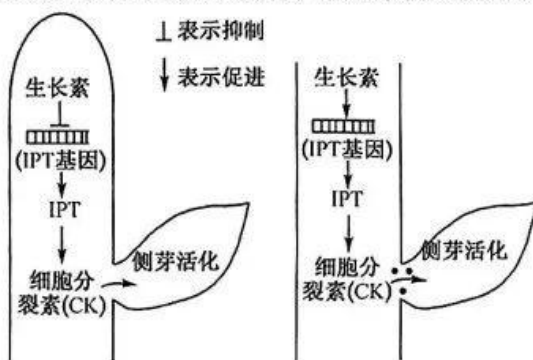 ⊥表示抑制
↓表示促进
生长素
(IPT基因)
IPT
细胞分
裂素(CK)
侧芽活化
生长素
(IPT基因)
IPT
细胞分
裂素(CK)
侧芽活化